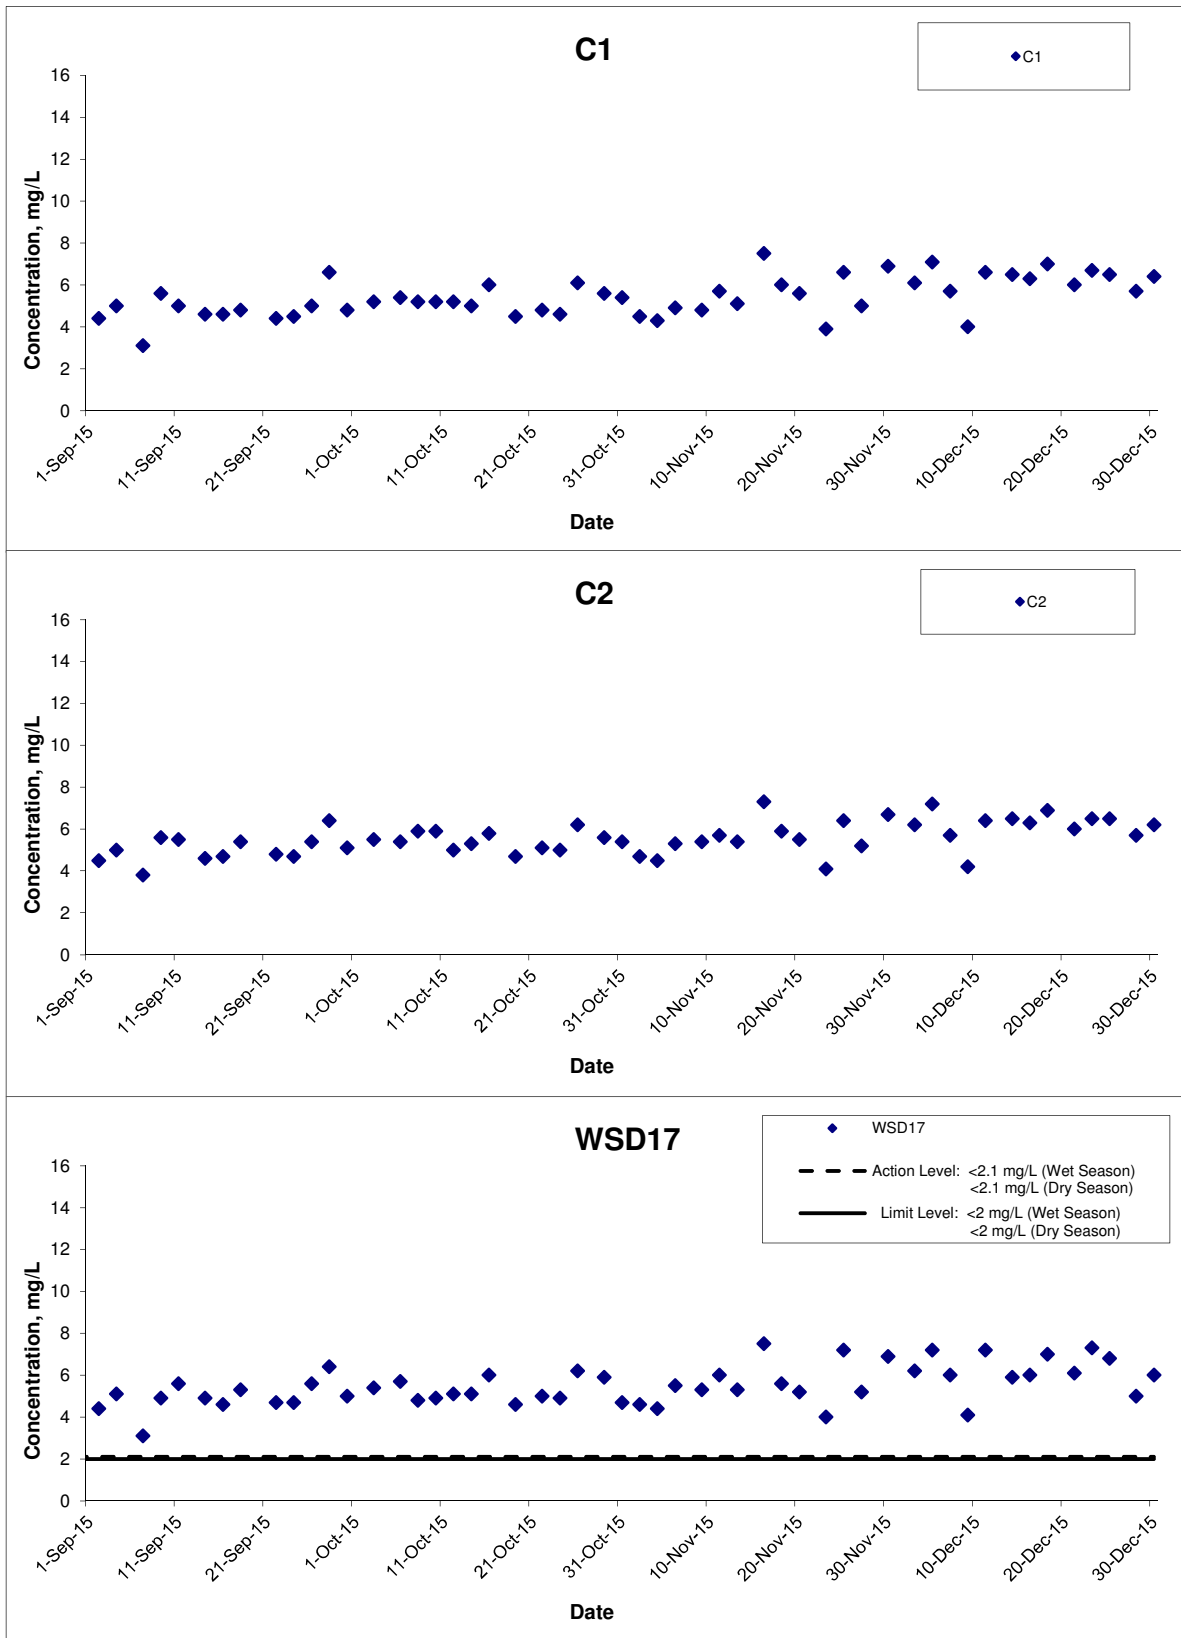 C1
C1
Concentration, mg/L
16
14
12
10
8
6
4
2
0
1-Sep-15
11-Sep-15
21-Sep-15
1-Oct-15
11-Oct-15
21-Oct-15
31-Oct-15
10-Nov-15
20-Nov-15
30-Nov-15
10-Dec-15
20-Dec-15
30-Dec-15
Date
C2
C2
Concentration, mg/L
16
14
12
10
8
6
4
2
0
1-Sep-15
11-Sep-15
21-Sep-15
1-Oct-15
11-Oct-15
21-Oct-15
31-Oct-15
10-Nov-15
20-Nov-15
30-Nov-15
10-Dec-15
20-Dec-15
30-Dec-15
Date
WSD17
WSD17
Action Level: <2.1 mg/L (Wet Season)
<2.1 mg/L (Dry Season)
Limit Level: <2 mg/L (Wet Season)
<2 mg/L (Dry Season)
Concentration, mg/L
16
14
12
10
8
6
4
2
0
1-Sep-15
11-Sep-15
21-Sep-15
1-Oct-15
11-Oct-15
21-Oct-15
31-Oct-15
10-Nov-15
20-Nov-15
30-Nov-15
10-Dec-15
20-Dec-15
30-Dec-15
Date